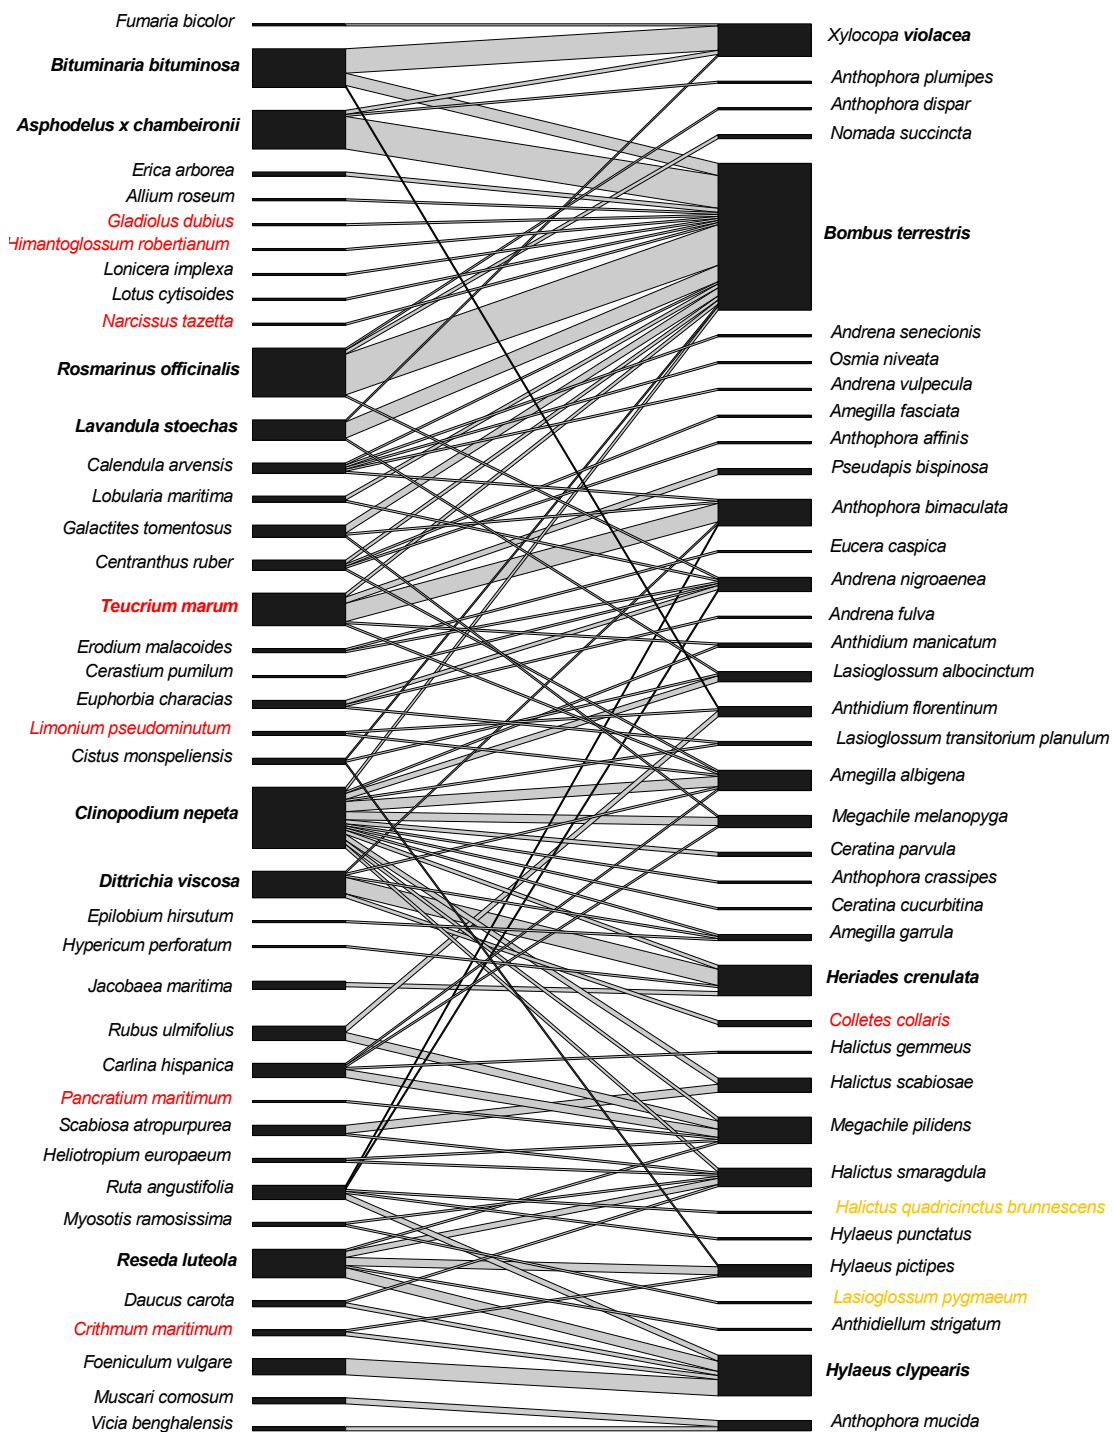 Fumaria bicolor
Bituminaria bituminosa
Asphodelus x chambeironii
Erica arborea
Allium roseum
Gladiolus dubius
Himantoglossum robertianum
Lonicera implexa
Lotus cytisoides
Narcissus tazetta
Rosmarinus officinalis
Lavandula stoechas
Calendula arvensis
Lobularia maritima
Galactites tomentosus
Centranthus ruber
Teucrium marum
Erodium malacoides
Cerastium pumilum
Euphorbia characias
Limonium pseudominutum
Cistus monspeliensis
Clinopodium nepeta
Dittrichia viscosa
Epilobium hirsutum
Hypericum perforatum
Jacobaea maritima
Rubus ulmifolius
Carlina hispanica
Pancratium maritimum
Scabiosa atropurpurea
Heliotropium europaeum
Ruta angustifolia
Myosotis ramosissima
Reseda luteola
Daucus carota
Crithmum maritimum
Foeniculum vulgare
Muscari comosum
Vicia benghalensis
Xylocopa violacea
Anthophora plumipes
Anthophora dispar
Nomada succincta
Bombus terrestris
Andrena senecionis
Osmia niveata
Andrena vulpecula
Amegilla fasciata
Anthophora affinis
Pseudapis bispinosa
Anthophora bimaculata
Eucera caspica
Andrena nigroaenea
Andrena fulva
Anthidium manicatum
Lasioglossum albocinctum
Anthidium florentinum
Lasioglossum transitorium planulum
Amegilla albigena
Megachile melanopyga
Ceratina parvula
Anthophora crassipes
Ceratina cucurbitina
Amegilla garrula
Heriades crenulata
Colletes collaris
Halictus gemmeus
Halictus scabiosae
Megachile pilidens
Halictus smaragdula
Halictus quadricinctus brunnescens
Hylaeus punctatus
Hylaeus pictipes
Lasioglossum pygmaeum
Anthidiellum strigatum
Hylaeus clypearis
Anthophora mucida